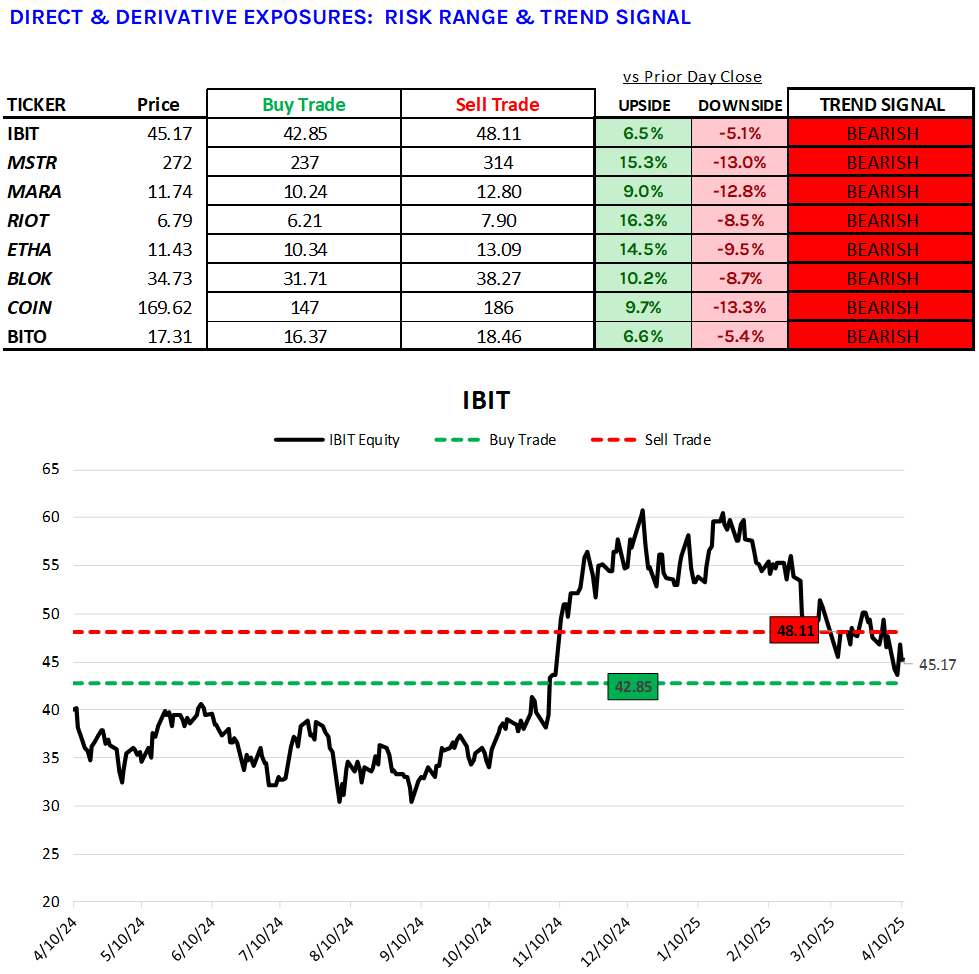 DIRECT & DERIVATIVE EXPOSURES: RISK RANGE & TREND SIGNAL
vs Prior Day Close
TICKER Price Buy Trade Sell Trade UPSIDE DOWNSIDE TREND SIGNAL
IBIT 45.17 42.85 48.11 6.5% -5.1% BEARISH
MSTR 272 237 314 15.3% -13.0% BEARISH
MARA 11.74 10.24 12.80 9.0% -12.8% BEARISH
RIOT 6.79 6.21 7.90 16.3% -8.5% BEARISH
ETHA 11.43 10.34 13.09 14.5% -9.5% BEARISH
BLOK 34.73 31.71 38.27 10.2% -8.7% BEARISH
COIN 169.62 147 186 9.7% -13.3% BEARISH
BITO 17.31 16.37 18.46 6.6% -5.4% BEARISH
IBIT
IBIT Equity Buy Trade Sell Trade
65
60
55
50
48.11
45
45.17
42.85
40
35
30
25
20
4/10/24 5/10/24 6/10/24 7/10/24 8/10/24 9/10/24 10/10/24 11/10/24 12/10/24 1/10/25 2/10/25 3/10/25 4/10/25